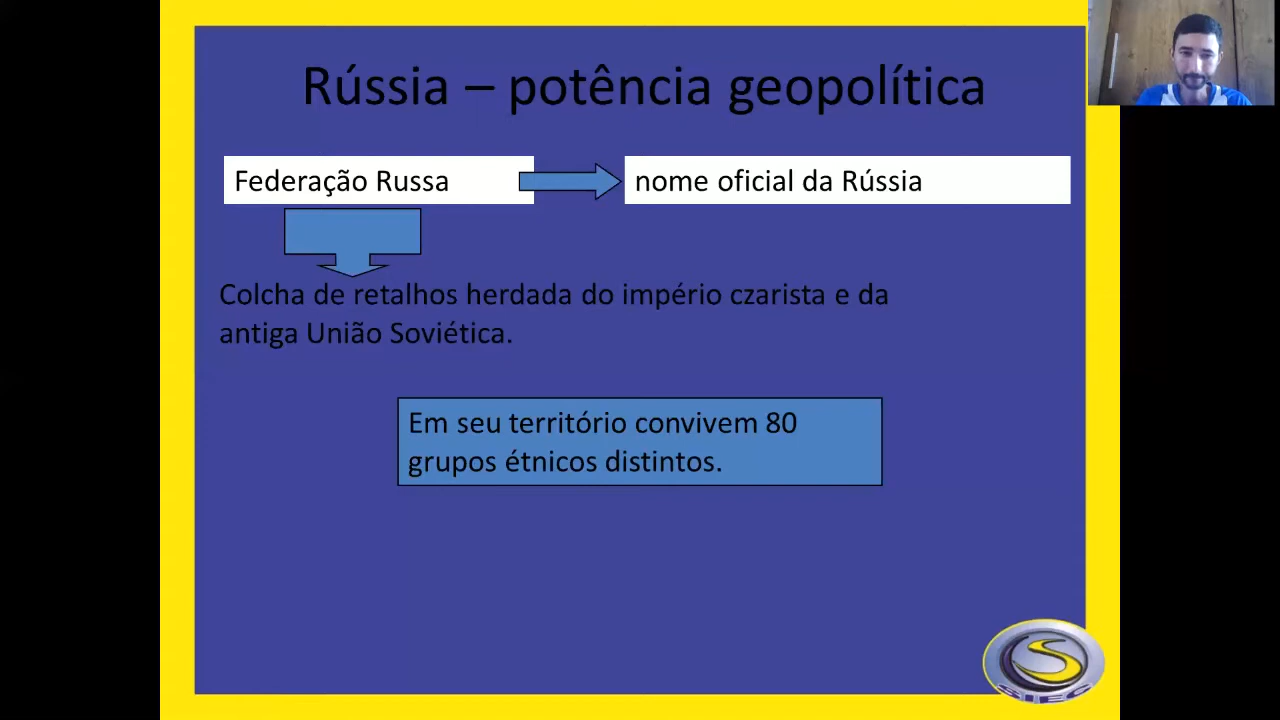 Rússia – potência geopolítica
Federação Russa
nome oficial da Rússia
Colcha de retalhos herdada do império czarista e da
antiga União Soviética.
Em seu território convivem 80
grupos étnicos distintos.
SIEC